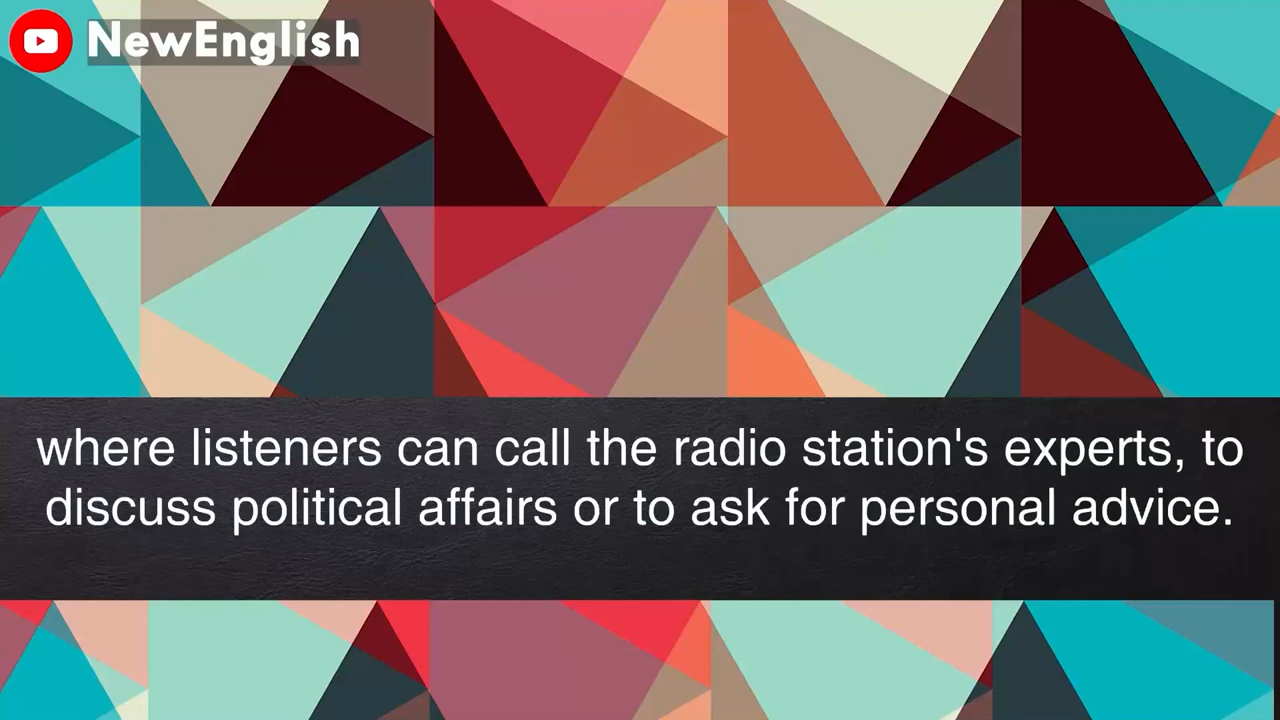 NewEnglish
where listeners can call the radio station's experts, to
discuss political affairs or to ask for personal advice.